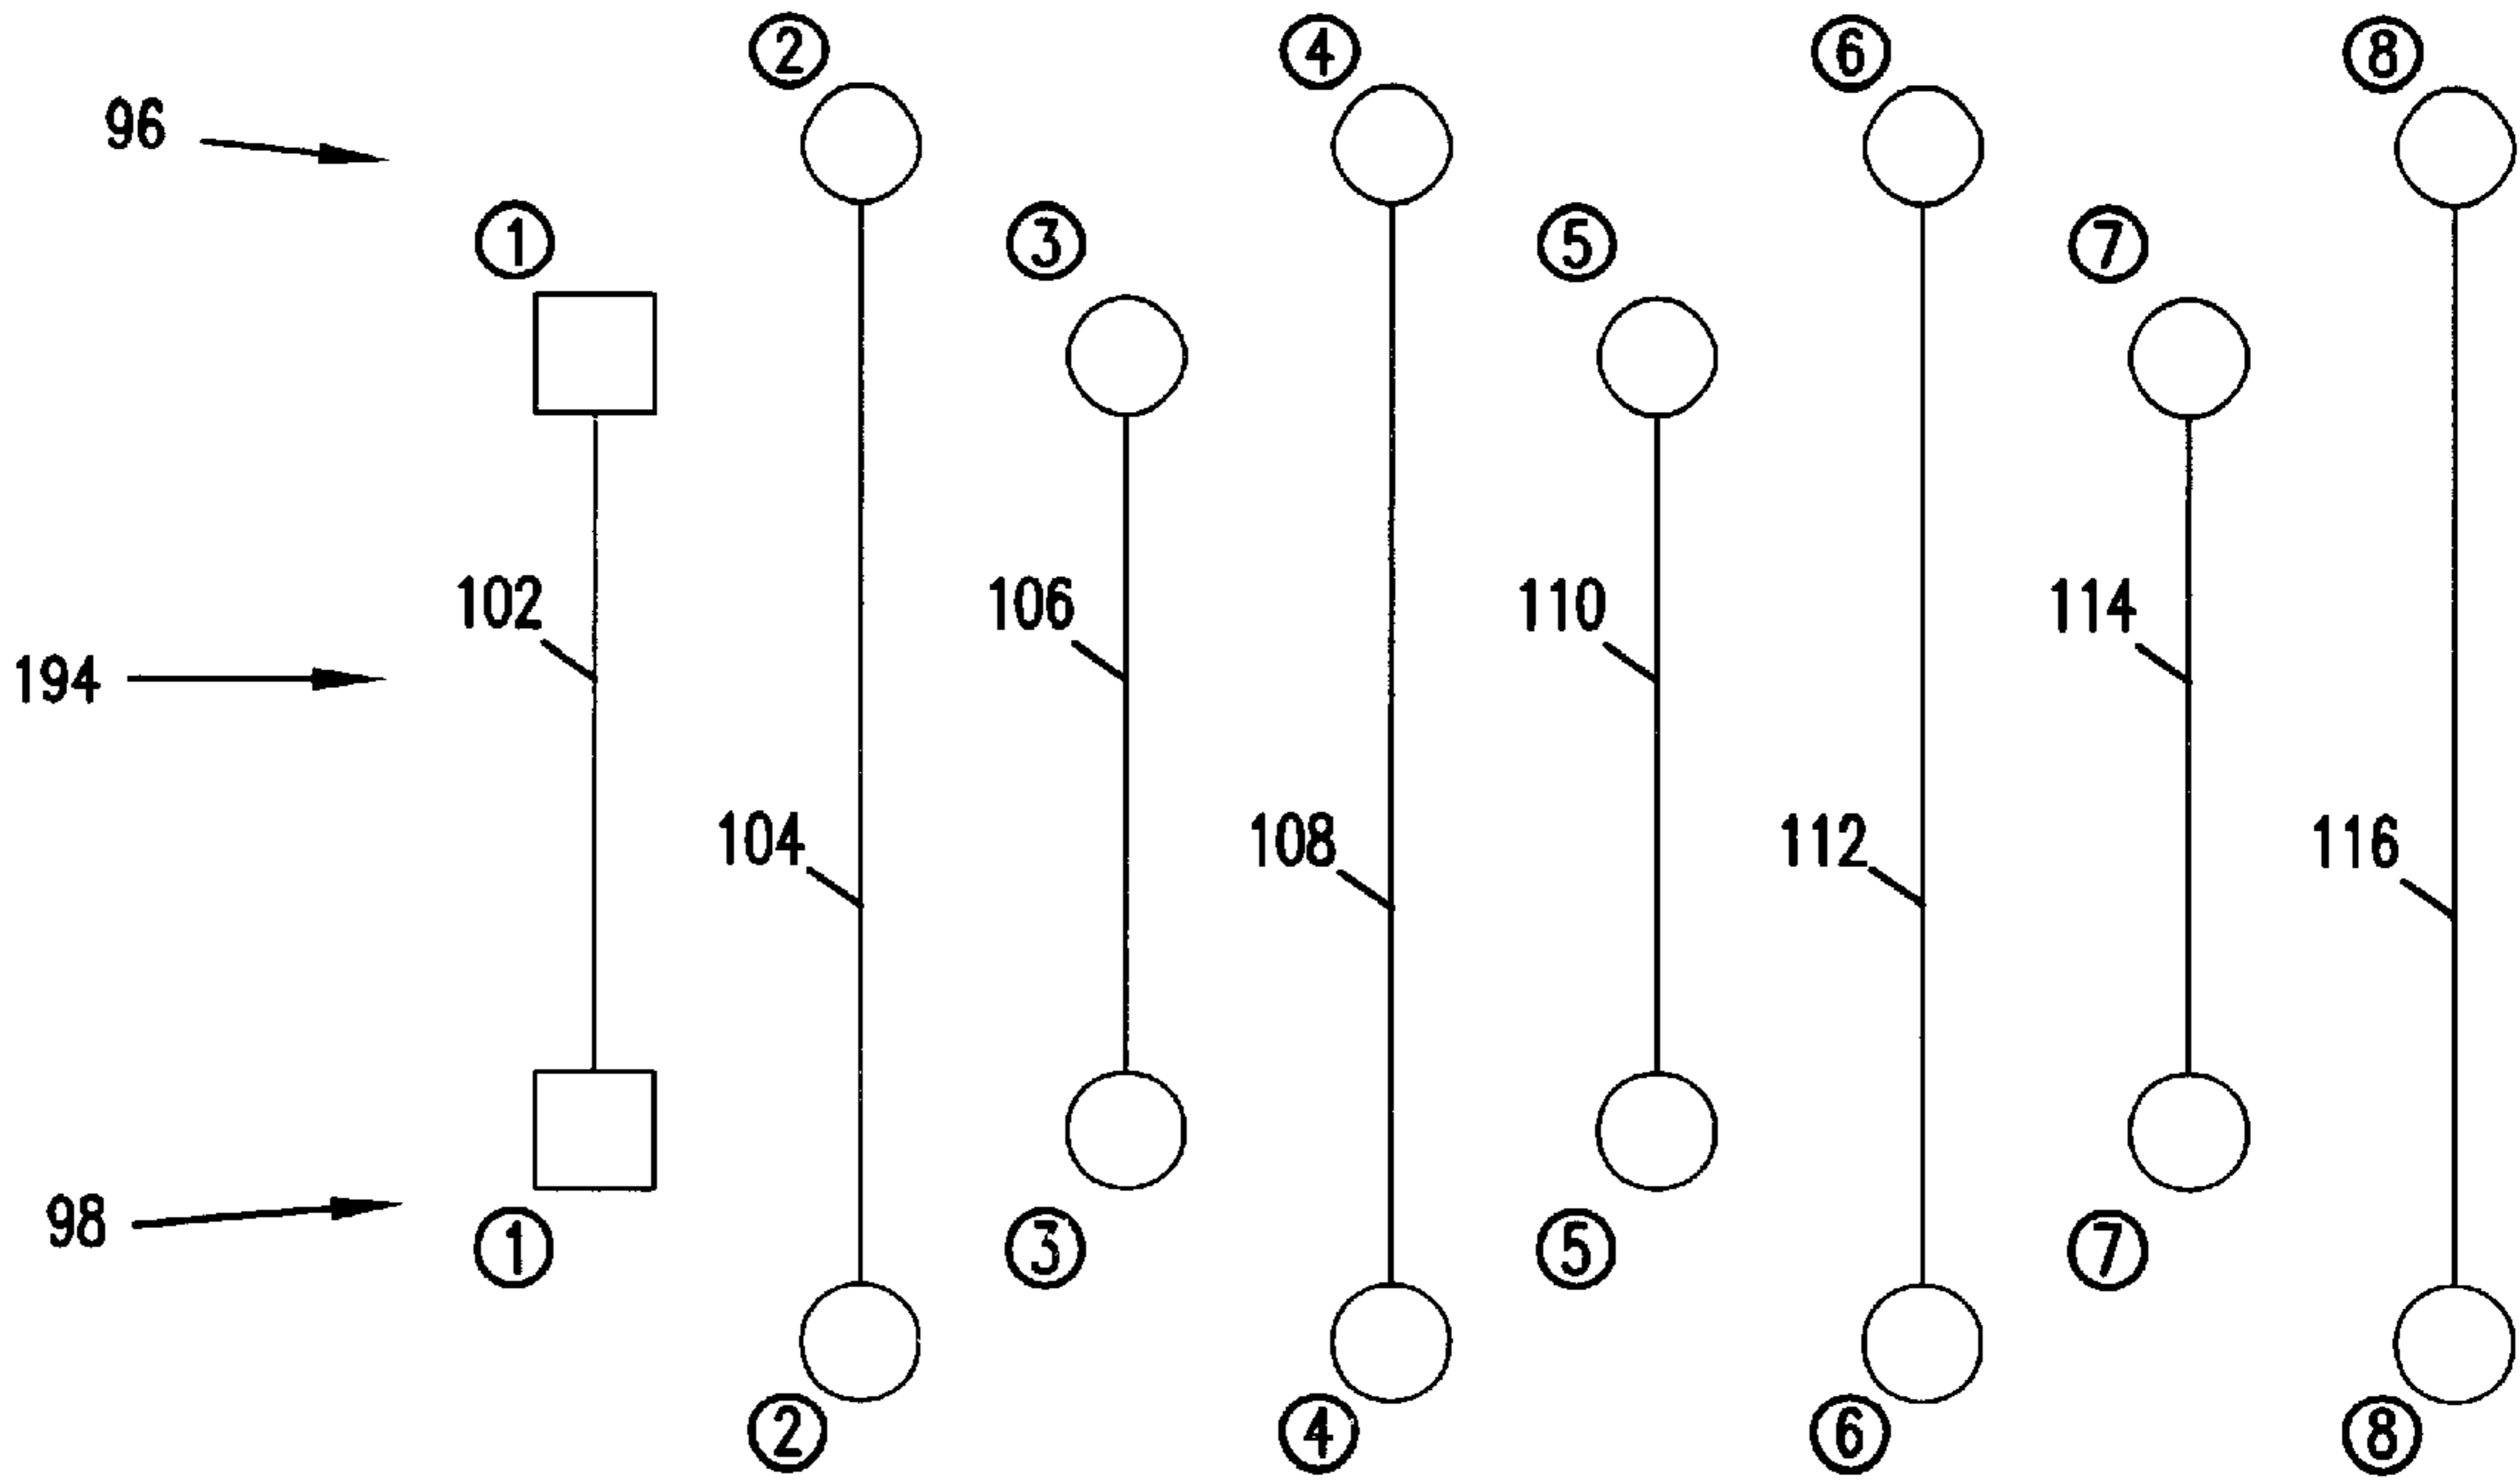 ② ④ ⑥ ⑧
96
① ③ ⑤ ⑦
102 106 110 114
194
104 108 112 116
98
① ③ ⑤ ⑦
② ④ ⑥ ⑧